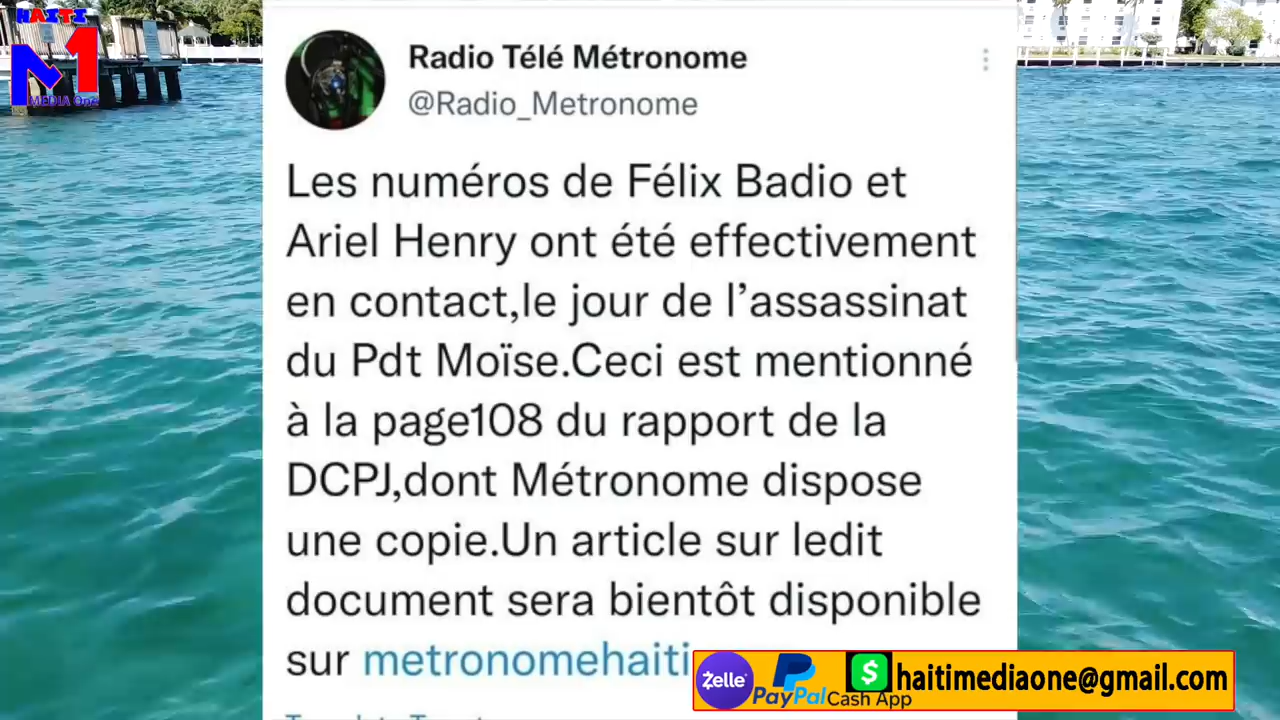 HAITI
M1
MEDIA One
Radio Télé Métronome
@Radio_Metronome
Les numéros de Félix Badio et
Ariel Henry ont été effectivement
en contact,le jour de l’assassinat
du Pdt Moïse.Ceci est mentionné
à la page108 du rapport de la
DCPJ,dont Métronome dispose
une copie.Un article sur ledit
document sera bientôt disponible
sur metronomehaiti
Zelle PayPal $ Cash App haitimediaone@gmail.com